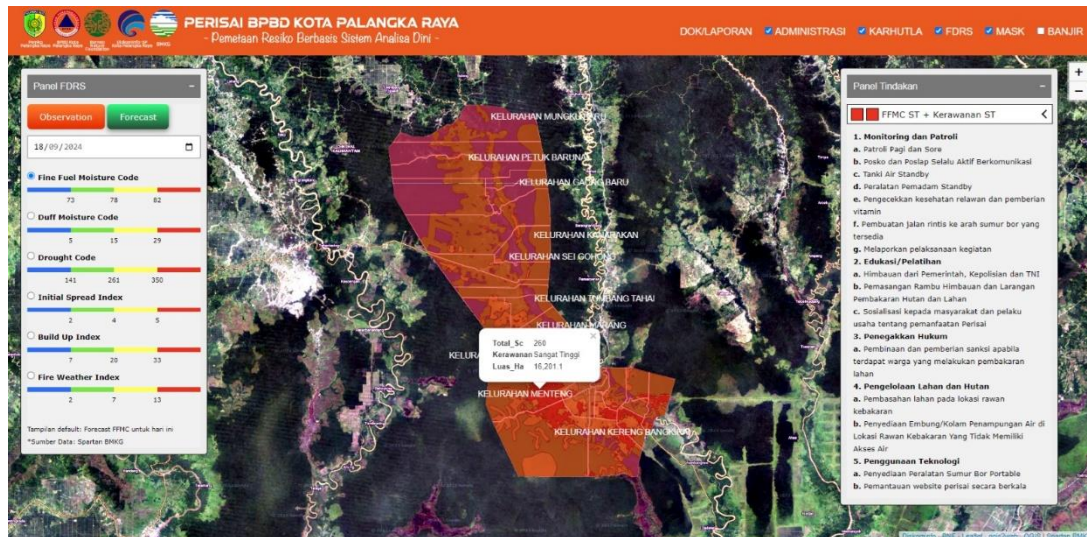 PERISAI BPBD KOTA PALANGKA RAYA
- Pemetaan Resiko Berbasis Sistem Analisa Dini -
DOK/LAPORAN ADMINISTRASI KARHUTLA FDRS MASK BANJIR
BMKG
Panel FDRS −
Observation Forecast
18/09/2024
Fine Fuel Moisture Code
73 78 82
Duff Moisture Code
5 15 29
Drought Code
141 261 350
Initial Spread Index
2 4 5
Build Up Index
7 20 33
Fire Weather Index
2 7 13
Tampilan default: Forecast FFMC untuk hari ini
*Sumber Data: Spartan BMKG
KELURAHAN MUNGKU BARU
KELURAHAN PETUK BARUNAI
KELURAHAN GAUNG BARU
KELURAHAN KANARAKAN
KELURAHAN SEI GOHONG
KELURAHAN TUMBANG TAHAI
KELURAHAN MARANG
Total_Sc 260
Kerawanan Sangat Tinggi
Luas_Ha 16,201.1
KELURAHAN MENTENG
KELURAHAN KERENG BANGKIRAI
+
−
Panel Tindakan −
FFMC ST + Kerawanan ST
1. Monitoring dan Patroli
a. Patroli Pagi dan Sore
b. Posko dan Poslap Selalu Aktif Berkomunikasi
c. Tanki Air Standby
d. Peralatan Pemadam Standby
e. Pengecekkan kesehatan relawan dan pemberian
vitamin
f. Pembuatan jalan rintis ke arah sumur bor yang
tersedia
g. Melaporkan pelaksanaan kegiatan
2. Edukasi/Pelatihan
a. Himbauan dari Pemerintah, Kepolisian dan TNI
b. Pemasangan Rambu Himbauan dan Larangan
Pembakaran Hutan dan Lahan
c. Sosialisasi kepada masyarakat dan pelaku
usaha tentang pemanfaatan Perisai
3. Penegakkan Hukum
a. Pembinaan dan pemberian sanksi apabila
terdapat warga yang melakukan pembakaran
lahan
4. Pengelolaan Lahan dan Hutan
a. Pembasahan lahan pada lokasi rawan
kebakaran
b. Penyediaan Embung/Kolam Penampungan Air di
Lokasi Rawan Kebakaran Yang Tidak Memiliki
Akses Air
5. Penggunaan Teknologi
a. Penyediaan Peralatan Sumur Bor Portable
b. Pemantauan website perisai secara berkala